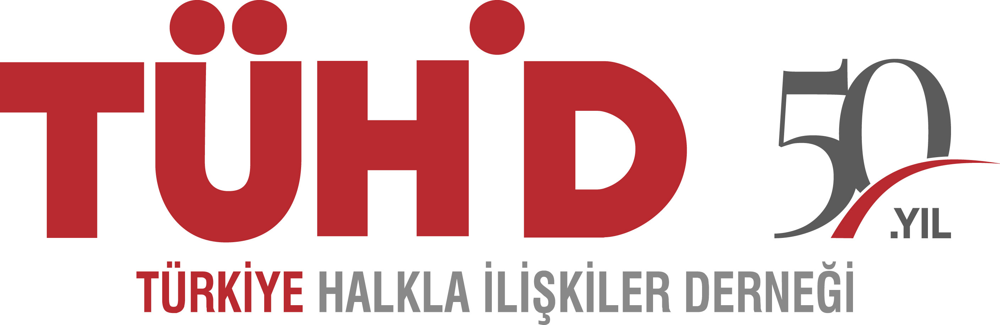 TÜHİD
50
.YIL
TÜRKİYE HALKLA İLİŞKİLER DERNEĞİ